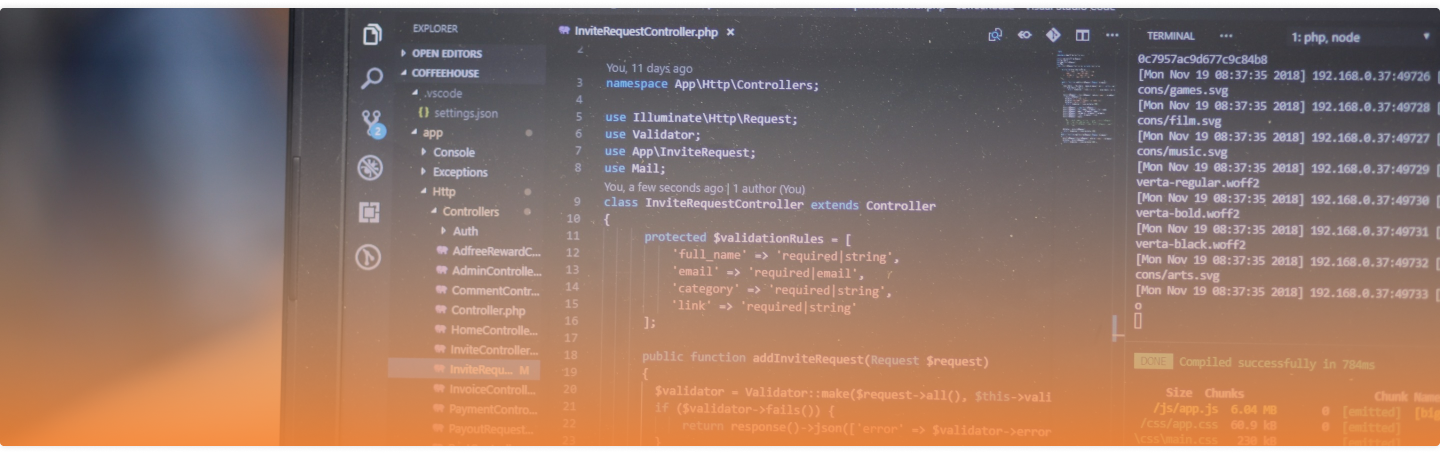 EXPLORER
OPEN EDITORS
COFFEEHOUSE
.vscode
{} settings.json
app
Console
Exceptions
Http
Controllers
Auth
AdfreeRewardC...
AdminControlle...
CommentContr...
Controller.php
HomeControlle...
InviteController...
InviteRequ... M
InvoiceControll...
PaymentContro...
PayoutRequest...
2
InviteRequestController.php ×
2
You, 11 days ago
3 namespace App\Http\Controllers;
4
5 use Illuminate\Http\Request;
6 use Validator;
7 use App\InviteRequest;
8 use Mail;
You, a few seconds ago | 1 author (You)
9 class InviteRequestController extends Controller
10 {
11 protected $validationRules = [
12 'full_name' => 'required|string',
13 'email' => 'required|email',
14 'category' => 'required|string',
15 'link' => 'required|string'
16 ];
17
18 public function addInviteRequest(Request $request)
19 {
20 $validator = Validator::make($request->all(), $this->vali
21 if ($validator->fails()) {
22 return response()->json(['error' => $validator->error
23 }
TERMINAL ... 1: php, node
0c7957ac9d677c9c84b8
[Mon Nov 19 08:37:35 2018] 192.168.0.37:49726 [
cons/games.svg
[Mon Nov 19 08:37:35 2018] 192.168.0.37:49728 [
cons/film.svg
[Mon Nov 19 08:37:35 2018] 192.168.0.37:49727 [
cons/music.svg
[Mon Nov 19 08:37:35 2018] 192.168.0.37:49729 [
verta-regular.woff2
[Mon Nov 19 08:37:35 2018] 192.168.0.37:49730 [
verta-bold.woff2
[Mon Nov 19 08:37:35 2018] 192.168.0.37:49731 [
verta-black.woff2
[Mon Nov 19 08:37:35 2018] 192.168.0.37:49732 [
cons/arts.svg
[Mon Nov 19 08:37:35 2018] 192.168.0.37:49733 [
o
DONE Compiled successfully in 784ms
Size Chunks Chunk Name
/js/app.js 6.04 MB 0 [emitted] [big
/css/app.css 60.9 kB 0 [emitted]
\css\main.css 230 kB [emitted]